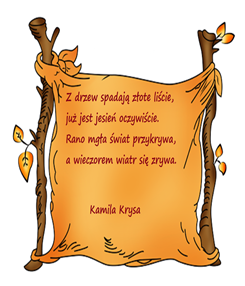 Z drzew spadają złote liście,
już jest jesień oczywiście.
Rano mgła świat przykrywa,
a wieczorem wiatr się zrywa.
Kamila Krysa